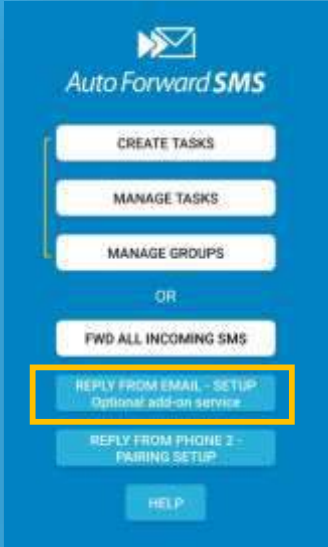 Auto Forward SMS
CREATE TASKS
MANAGE TASKS
MANAGE GROUPS
OR
FWD ALL INCOMING SMS
REPLY FROM EMAIL - SETUP
Optional add-on service
REPLY FROM PHONE 2 -
PAIRING SETUP
HELP